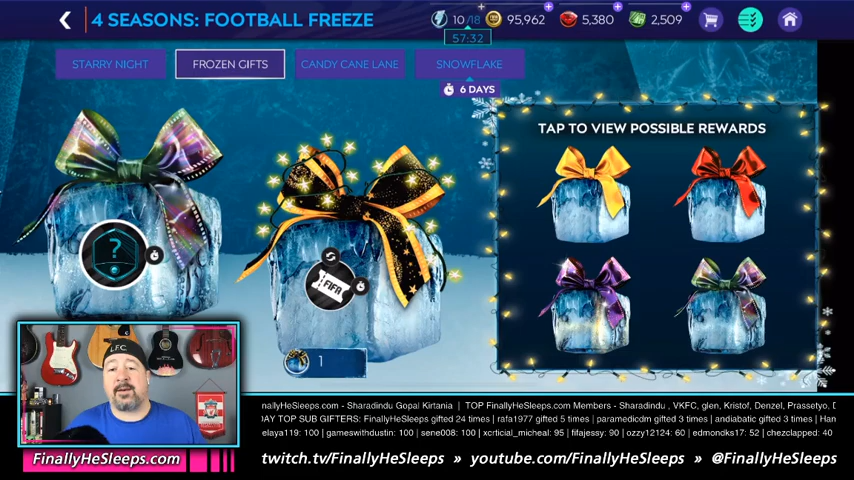 4 SEASONS: FOOTBALL FREEZE
10/18
95,962
5,380
2,509
57:32
STARRY NIGHT
FROZEN GIFTS
CANDY CANE LANE
SNOWFLAKE
6 DAYS
TAP TO VIEW POSSIBLE REWARDS
?
FIFA
1
L.F.C.
nallyHeSleeps.com - Sharadindu Gopal Kirtania | TOP FinallyHeSleeps.com Members - Sharadindu , VKFC, glen, Kristof, Denzel, Prassetyo, D
AY TOP SUB GIFTERS: FinallyHeSleeps gifted 24 times | rafa1977 gifted 5 times | paramedicdm gifted 3 times | andiabatic gifted 3 times | Han
elaya119: 100 | gameswithdustin: 100 | sene008: 100 | xcrticial_micheal: 95 | fifajessy: 90 | ozzy12124: 60 | edmondks17: 52 | chezclapped: 40
FinallyHeSleeps.com
twitch.tv/FinallyHeSleeps » youtube.com/FinallyHeSleeps » @FinallyHeSleeps